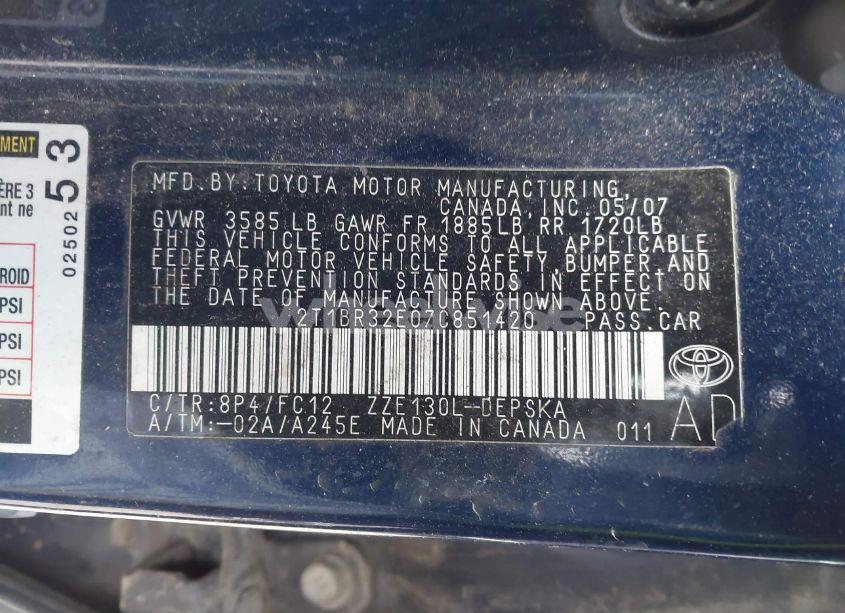 MENT
ÈRE 3
nt ne
ROID
PSI
PSI
PSI
02502
53
MFD. BY: TOYOTA MOTOR MANUFACTURING,
CANADA, INC. 05/07
GVWR 3585 LB GAWR FR 1885LB RR 1720LB
THIS VEHICLE CONFORMS TO ALL APPLICABLE
FEDERAL MOTOR VEHICLE SAFETY, BUMPER, AND
THEFT PREVENTION STANDARDS IN EFFECT ON
THE DATE OF MANUFACTURE SHOWN ABOVE.
2T1BR32E07C851420 PASS. CAR
C/TR: 8P4/FC12 ZZE130L-DEPSKA
A/TM: -02A/A245E MADE IN CANADA 011